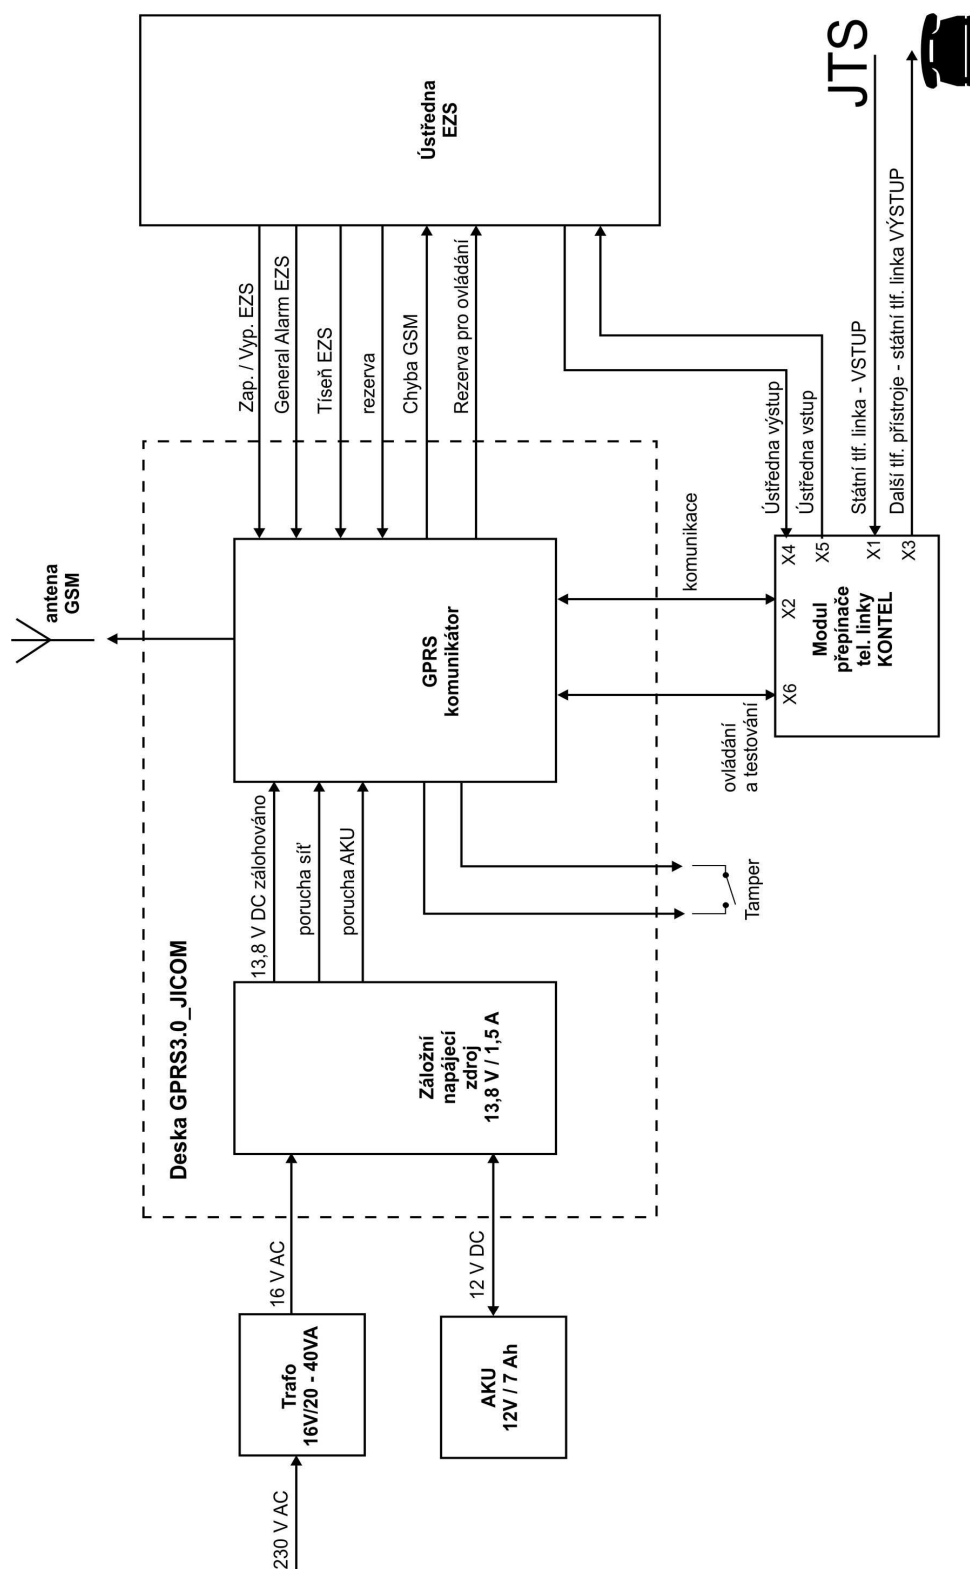 230 V AC
Trafo
16V/20 - 40VA
16 V AC
AKU
12V / 7 Ah
12 V DC
Deska GPRS3.0_JICOM
Záložní
napájecí
zdroj
13,8 V / 1,5 A
13,8 V DC zálohováno
porucha síť
porucha AKU
Tamper
GPRS
komunikátor
antena
GSM
ovládání
a testování
komunikace
Zap. / Vyp. EZS
General Alarm EZS
Tíseň EZS
rezerva
Chyba GSM
Rezerva pro ovládání
Ústředna
EZS
Modul
přepínače
tel. linky
KONTEL
X6
X2
X4
X5
X1
X3
Ústředna výstup
Ústředna vstup
Státní tlf. linka - VSTUP
Další tlf. přístroje - státní tlf. linka VÝSTUP
JTS